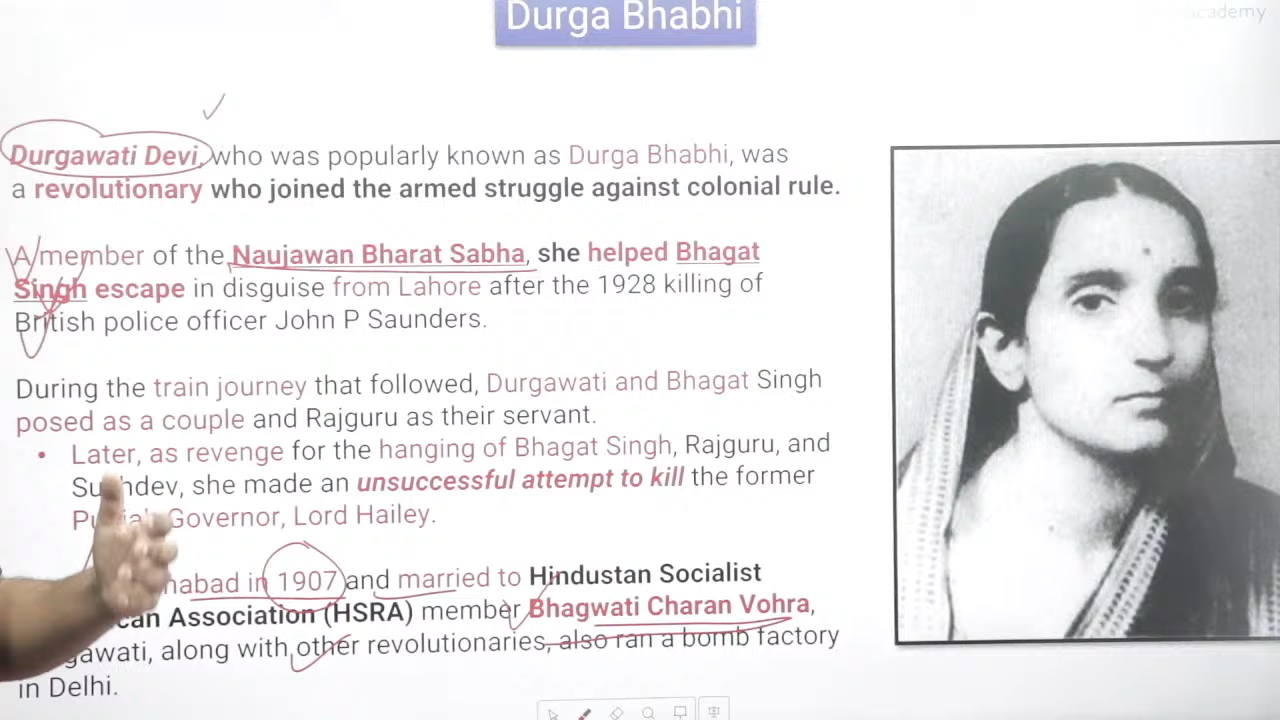 Durga Bhabhi
academy
Durgawati Devi, who was popularly known as Durga Bhabhi, was
a revolutionary who joined the armed struggle against colonial rule.
A member of the Naujawan Bharat Sabha, she helped Bhagat
Singh escape in disguise from Lahore after the 1928 killing of
British police officer John P Saunders.
During the train journey that followed, Durgawati and Bhagat Singh
posed as a couple and Rajguru as their servant.
• Later, as revenge for the hanging of Bhagat Singh, Rajguru, and
Sukhdev, she made an unsuccessful attempt to kill the former
Governor, Lord Hailey.
in 1907 and married to Hindustan Socialist
Association (HSRA) member Bhagwati Charan Vohra,
along with other revolutionaries, also ran a bomb factory
in Delhi.